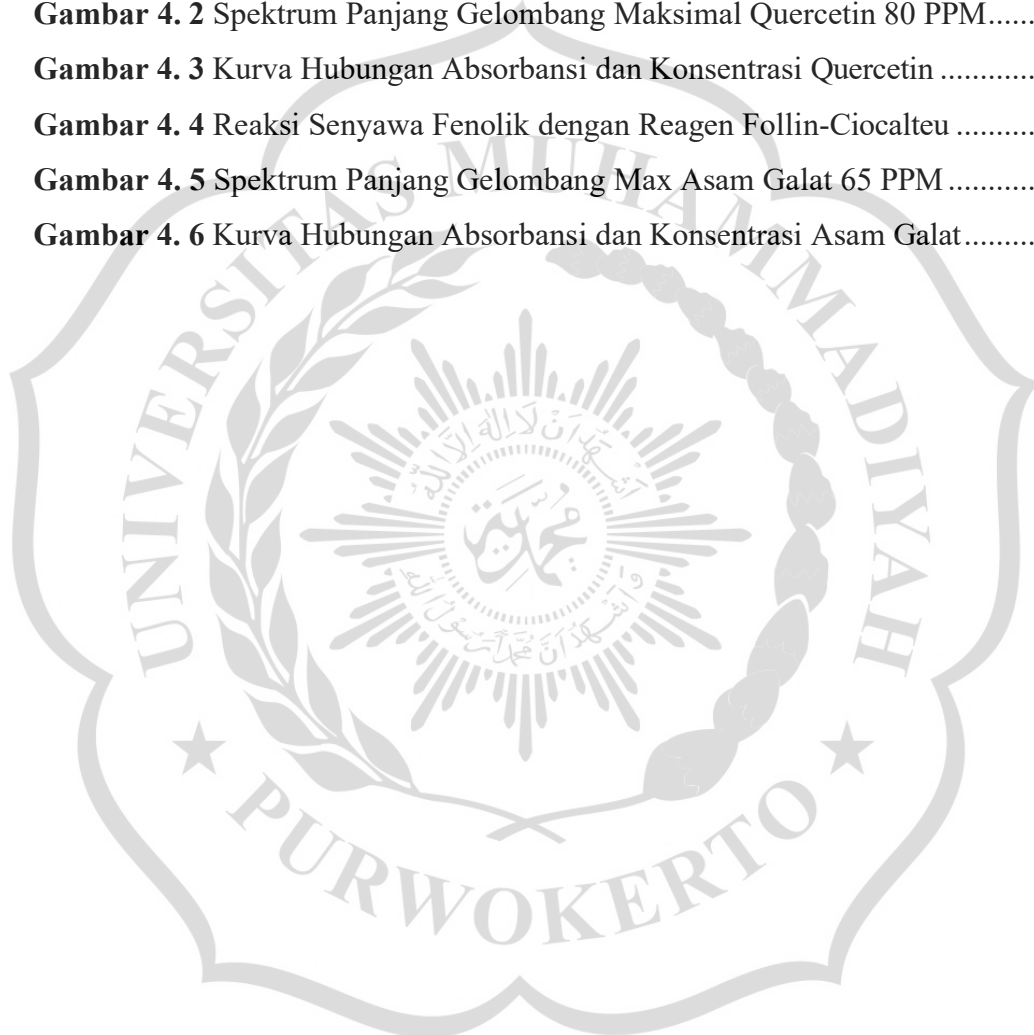 Gambar 4. 2 Spektrum Panjang Gelombang Maksimal Quercetin 80 PPM......
Gambar 4. 3 Kurva Hubungan Absorbansi dan Konsentrasi Quercetin ............
Gambar 4. 4 Reaksi Senyawa Fenolik dengan Reagen Follin-Ciocalteu ..........
Gambar 4. 5 Spektrum Panjang Gelombang Max Asam Galat 65 PPM ...........
Gambar 4. 6 Kurva Hubungan Absorbansi dan Konsentrasi Asam Galat.........
UNIVERSITAS MUHAMMADIYAH
PURWOKERTO